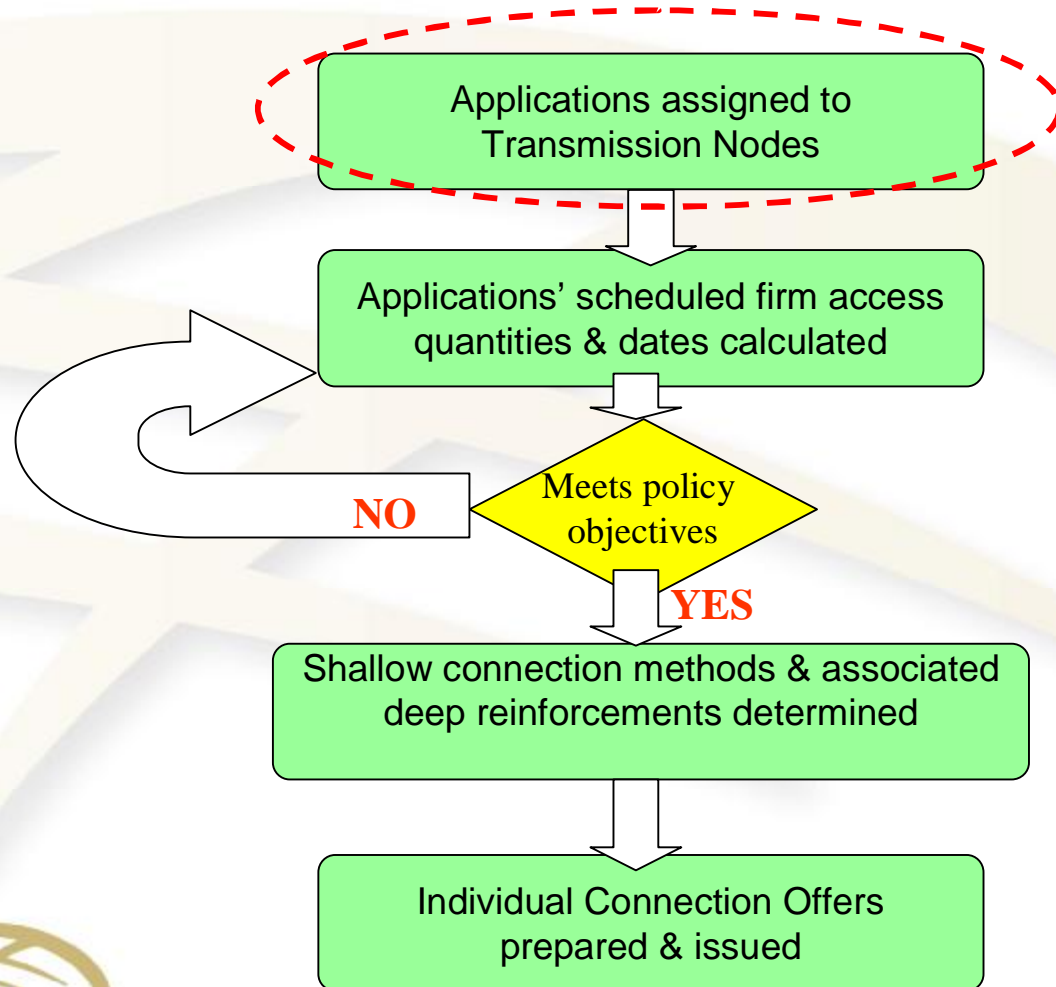 Applications assigned to
Transmission Nodes
Applications’ scheduled firm access
quantities & dates calculated
Meets policy
objectives
NO
YES
Shallow connection methods & associated
deep reinforcements determined
Individual Connection Offers
prepared & issued